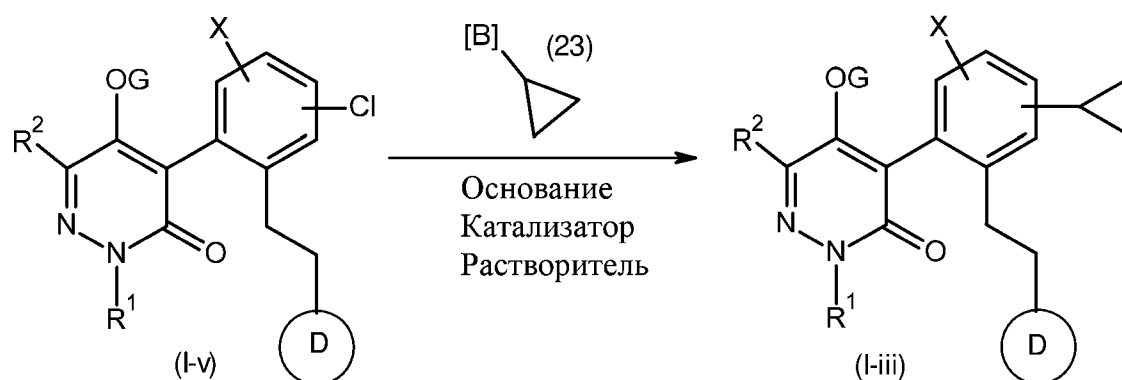 X
OG
Cl
R²
N
N
O
R¹
D
(I-v)
[B]
(23)
Основание
Катализатор
Растворитель
X
OG
R²
N
N
O
R¹
D
(I-iii)